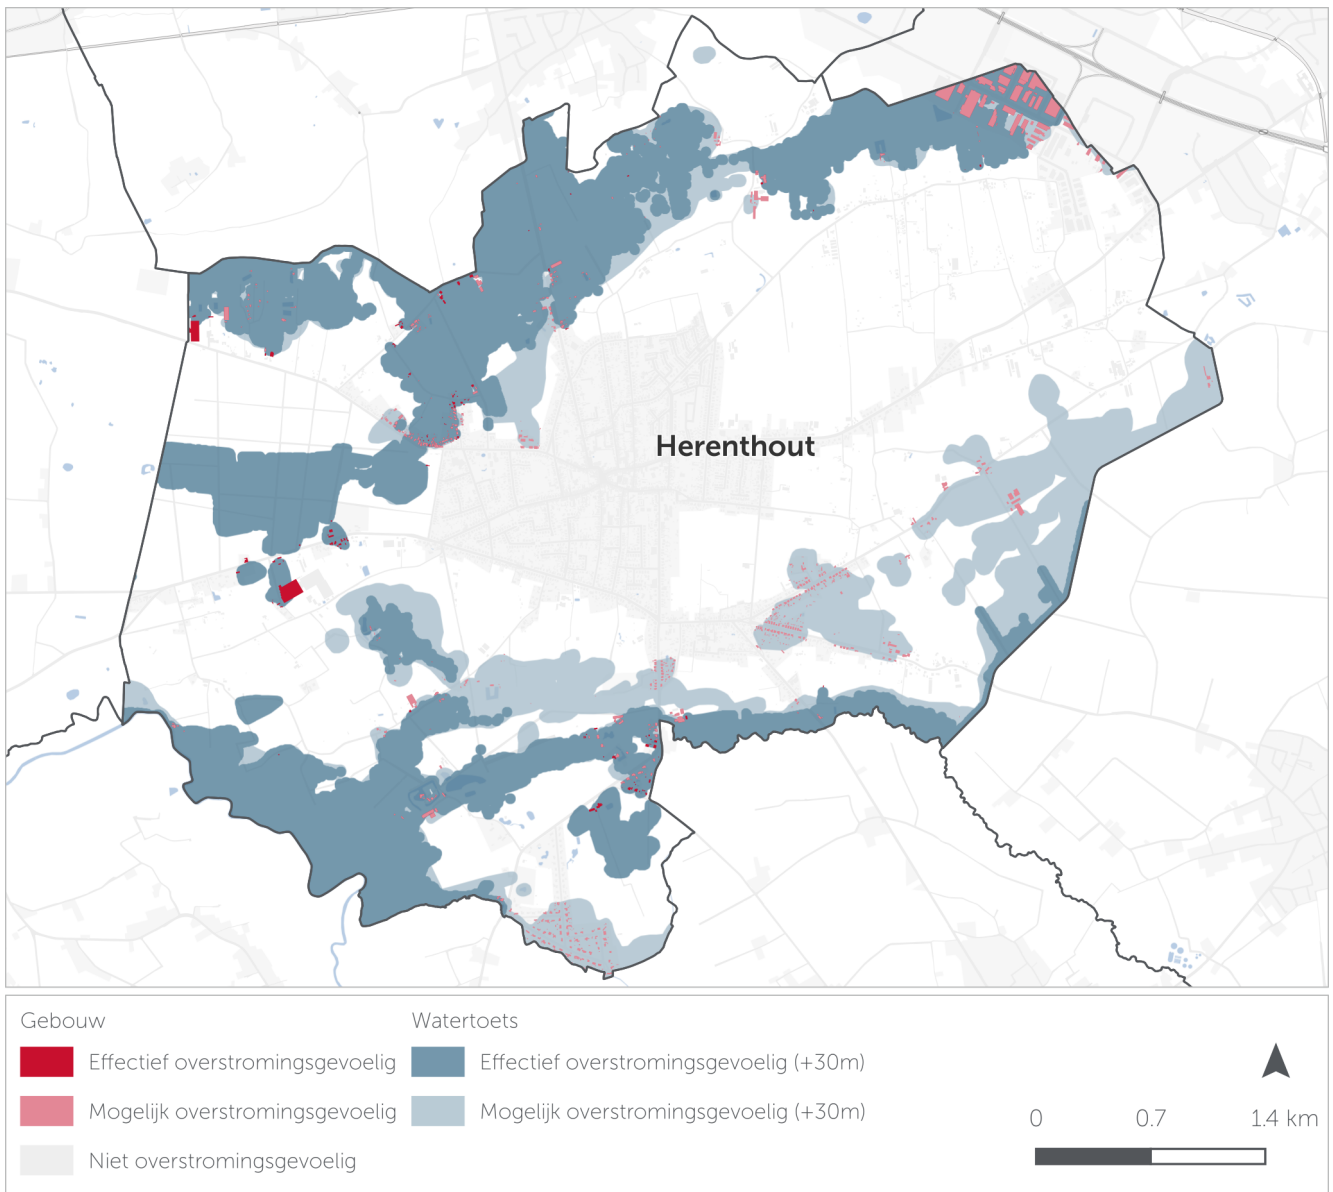 Herenthout
Gebouw
Effectief overstromingsgevoelig
Mogelijk overstromingsgevoelig
Niet overstromingsgevoelig
Watertoets
Effectief overstromingsgevoelig (+30m)
Mogelijk overstromingsgevoelig (+30m)
0 0.7 1.4 km